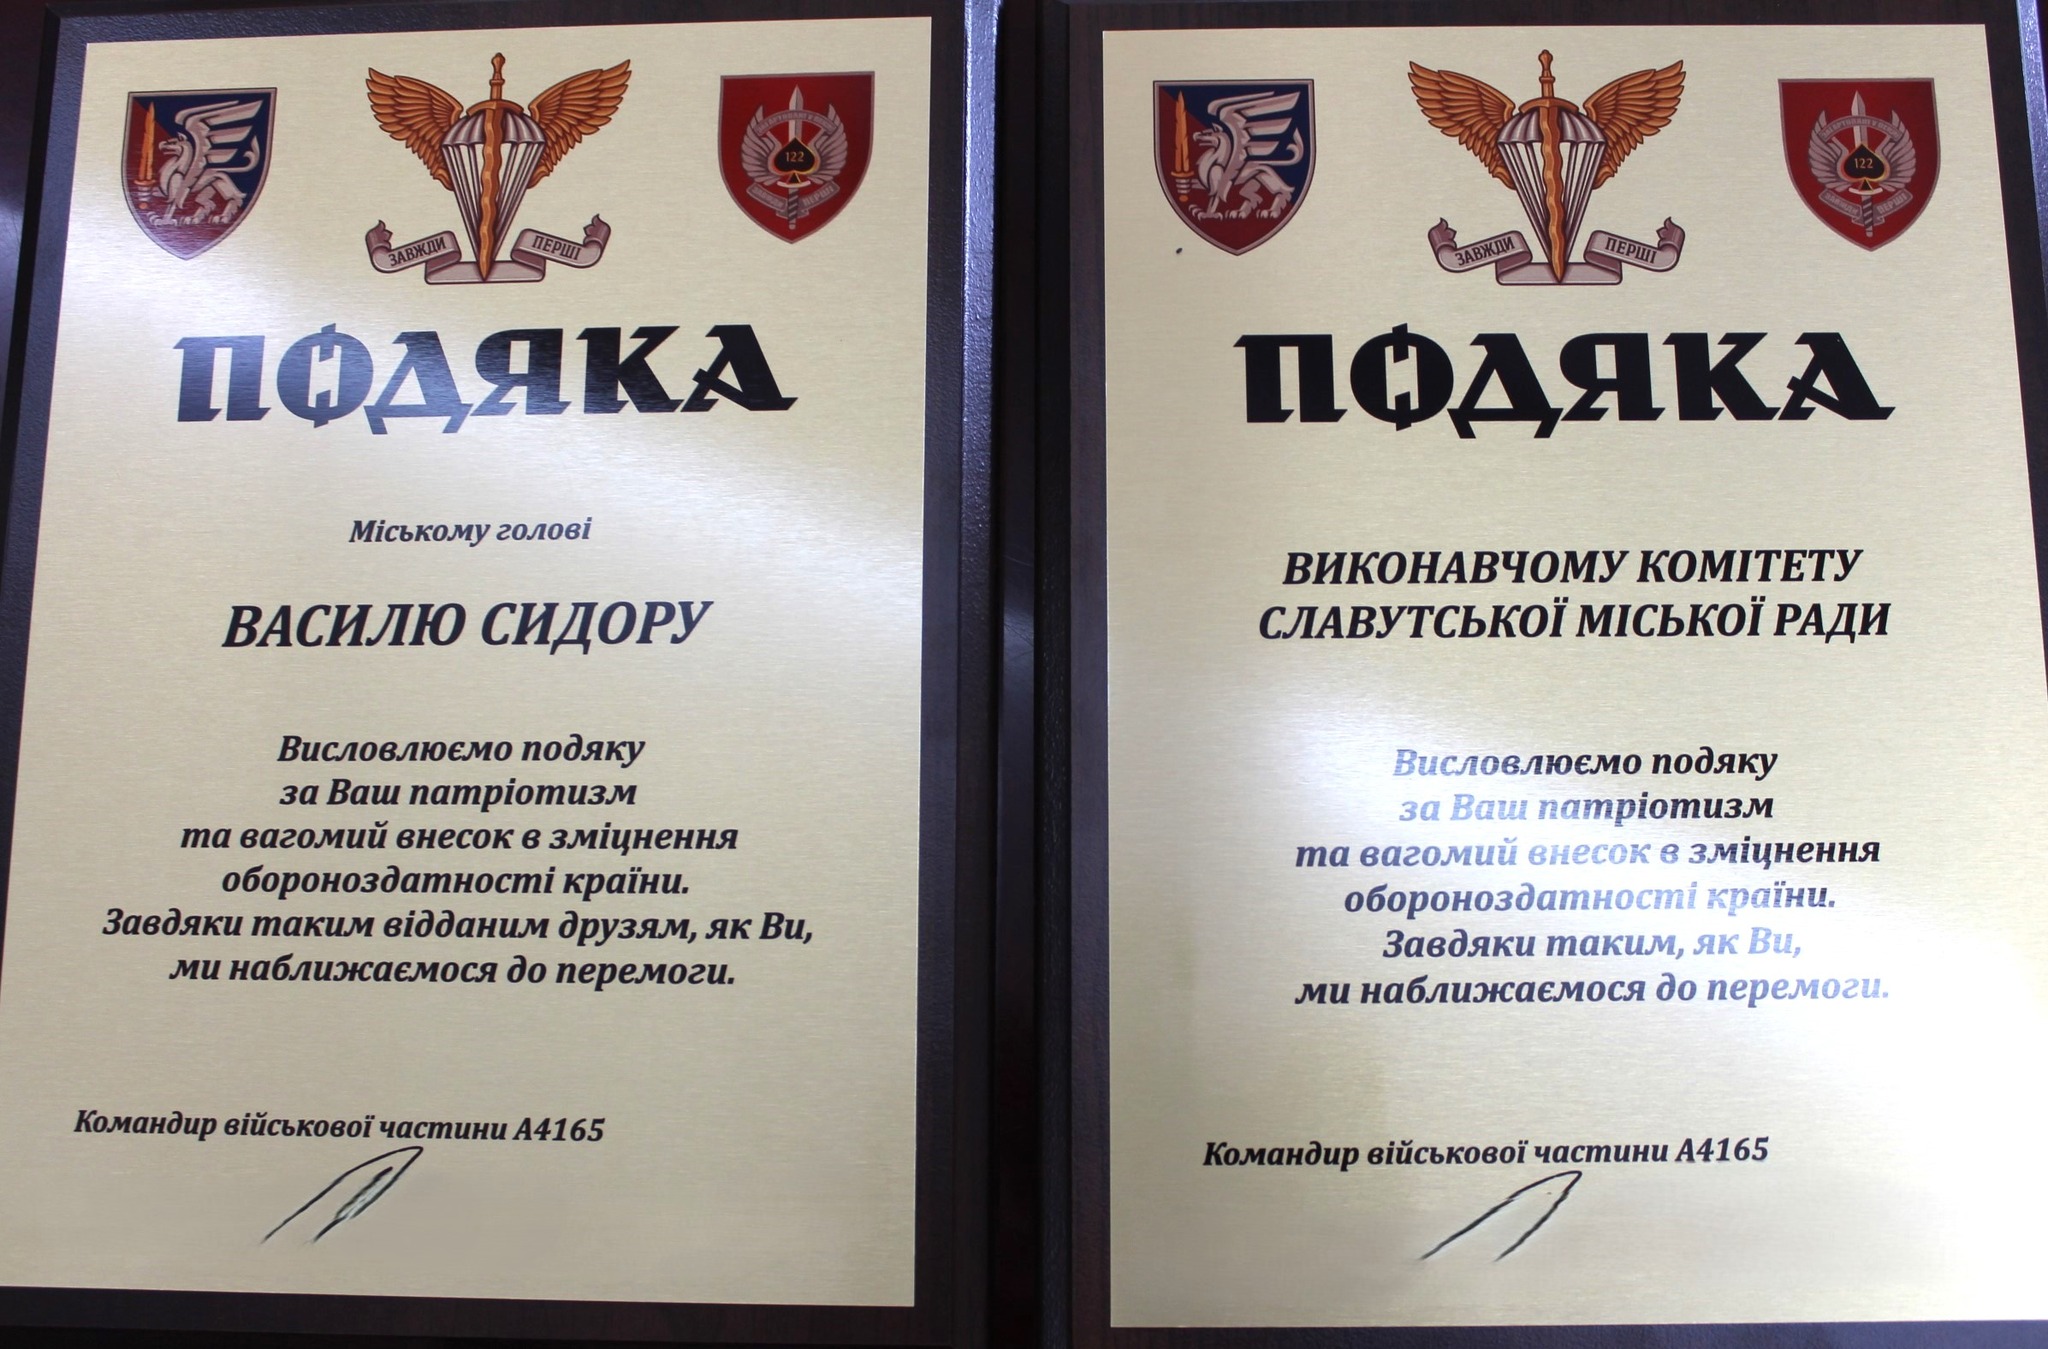 122
ЗАВЖДИ ПЕРШІ
ПОДЯКА
Міському голові
ВАСИЛЮ СИДОРУ
Висловлюємо подяку
за Ваш патріотизм
та вагомий внесок в зміцнення
обороноздатності країни.
Завдяки таким відданим друзям, як Ви,
ми наближаємося до перемоги.
Командир військової частини А4165
122
ЗАВЖДИ ПЕРШІ
ПОДЯКА
ВИКОНАВЧОМУ КОМІТЕТУ
СЛАВУТСЬКОЇ МІСЬКОЇ РАДИ
Висловлюємо подяку
за Ваш патріотизм
та вагомий внесок в зміцнення
обороноздатності країни.
Завдяки таким, як Ви,
ми наближаємося до перемоги.
Командир військової частини А4165